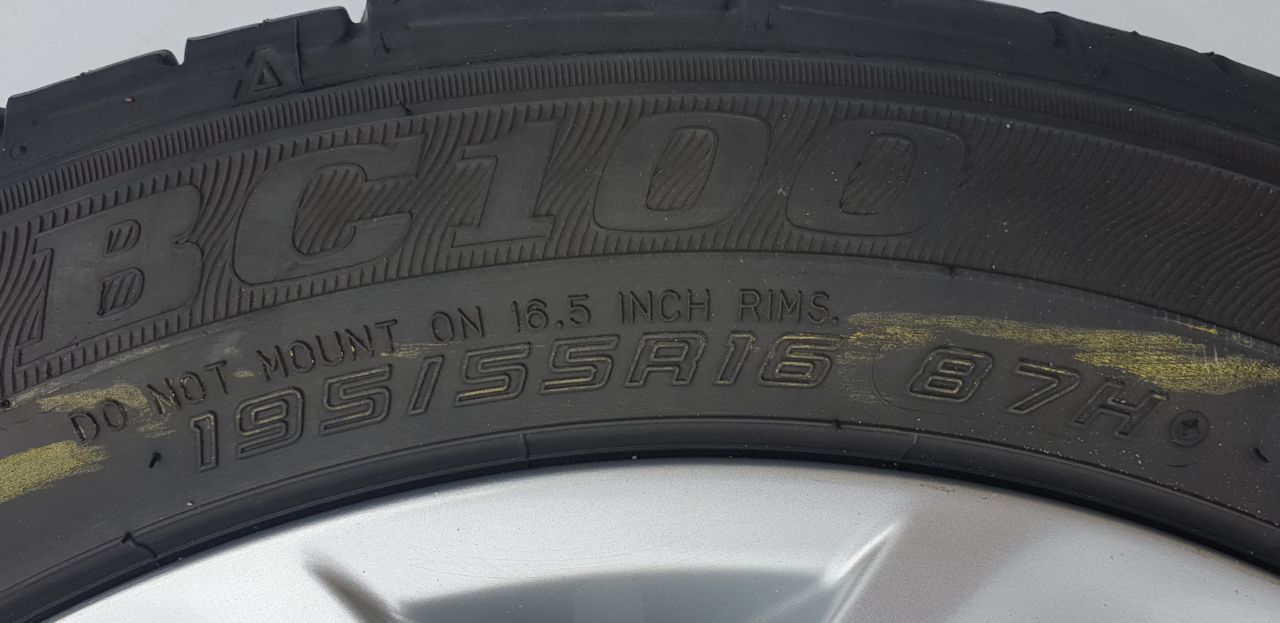 Δ
BC100
DO NOT MOUNT ON 16.5 INCH RIMS.
195/55R16 87H